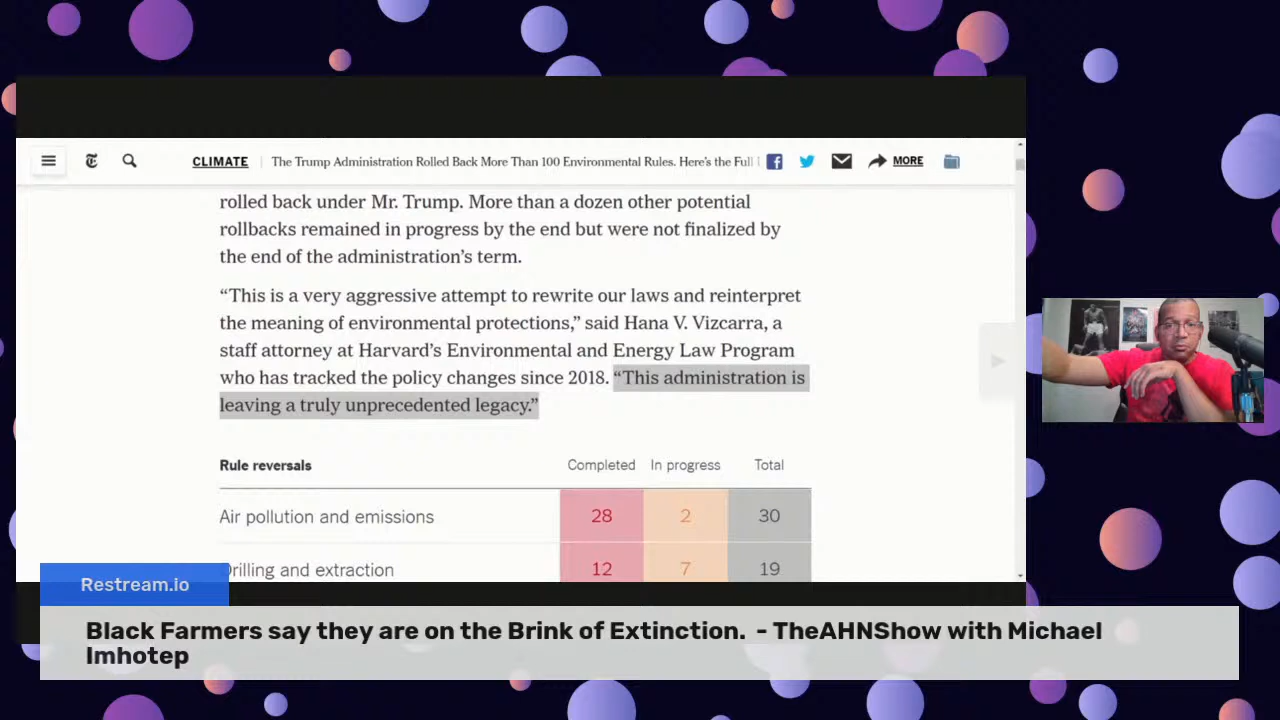 CLIMATE
The Trump Administration Rolled Back More Than 100 Environmental Rules. Here's the Full
MORE
rolled back under Mr. Trump. More than a dozen other potential
rollbacks remained in progress by the end but were not finalized by
the end of the administration's term.
“This is a very aggressive attempt to rewrite our laws and reinterpret
the meaning of environmental protections,” said Hana V. Vizcarra, a
staff attorney at Harvard's Environmental and Energy Law Program
who has tracked the policy changes since 2018. “This administration is
leaving a truly unprecedented legacy.”
Rule reversals Completed In progress Total
Air pollution and emissions 28 2 30
Drilling and extraction 12 7 19
Restream.io
Black Farmers say they are on the Brink of Extinction. - TheAHNShow with Michael
Imhotep